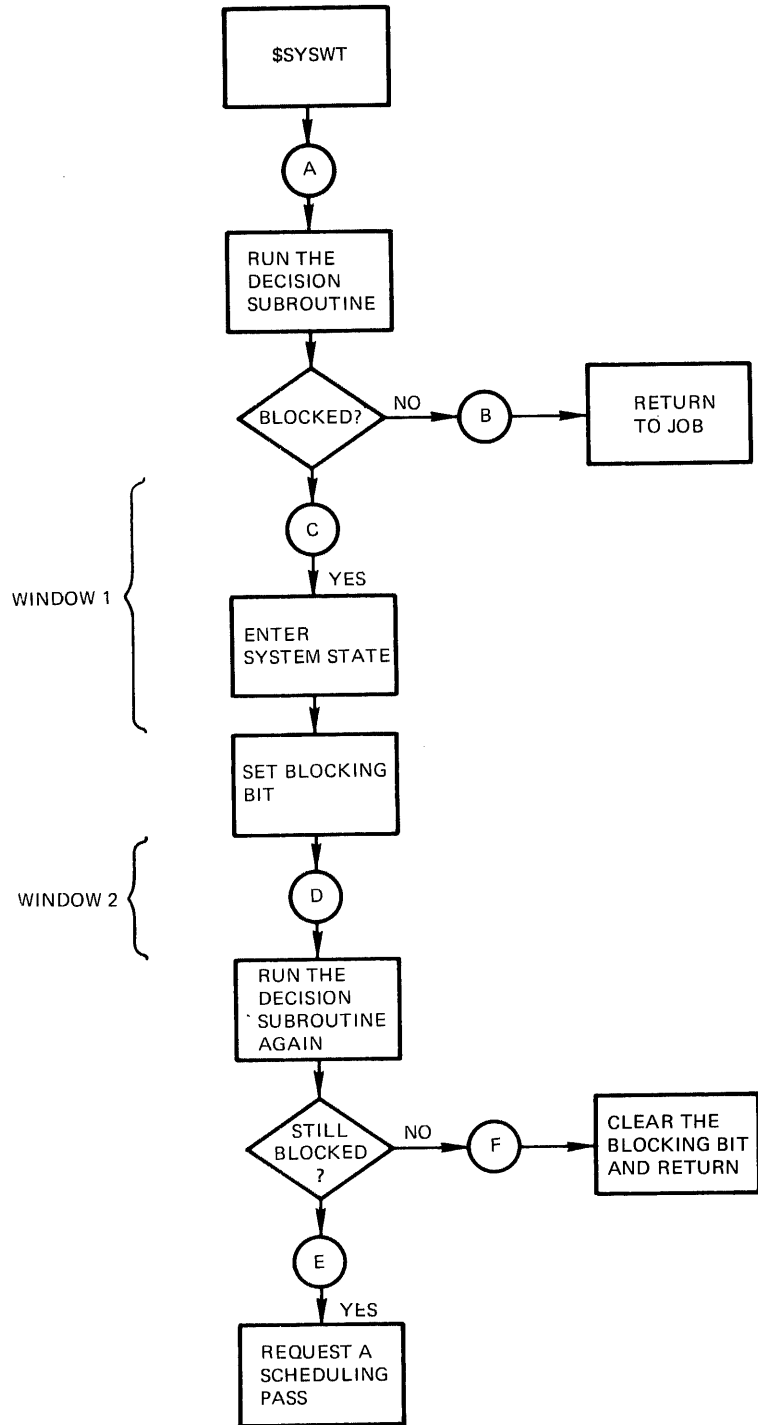 $SYSWT
A
RUN THE
DECISION
SUBROUTINE
BLOCKED?
NO
B
RETURN
TO JOB
C
YES
WINDOW 1
ENTER
SYSTEM STATE
SET BLOCKING
BIT
WINDOW 2
D
RUN THE
DECISION
SUBROUTINE
AGAIN
STILL
BLOCKED
?
NO
F
CLEAR THE
BLOCKING BIT
AND RETURN
E
YES
REQUEST A
SCHEDULING
PASS